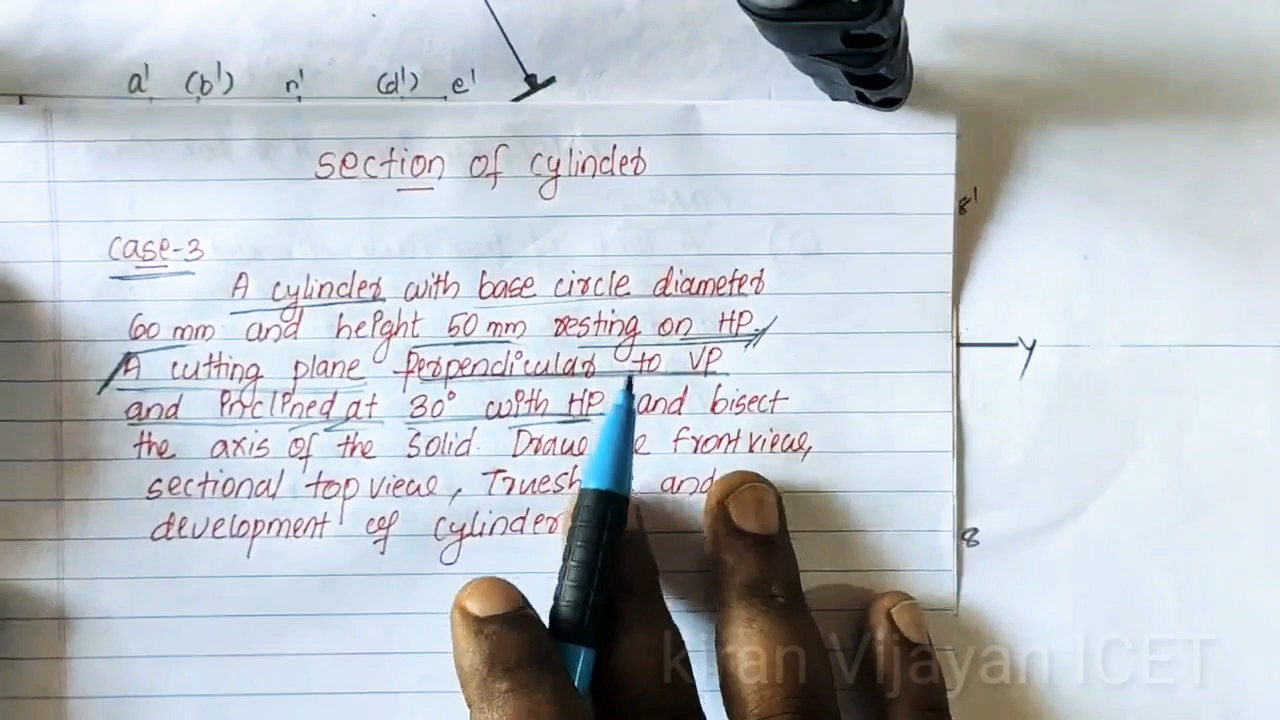 a' (b') n' (d') e'
section of cylinder
8'
case-3
A cylinder with base circle diameter
60 mm and height 50 mm resting on HP.
y
A cutting plane perpendicular to VP
and inclined at 30° with HP and bisect
the axis of the solid. Draw front view,
sectional top view, and
development of cylinder
8
kiran Vijayan ICET